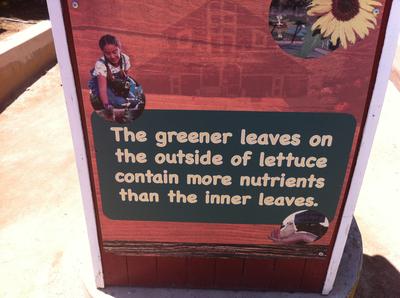 The greener leaves on
the outside of lettuce
contain more nutrients
than the inner leaves.